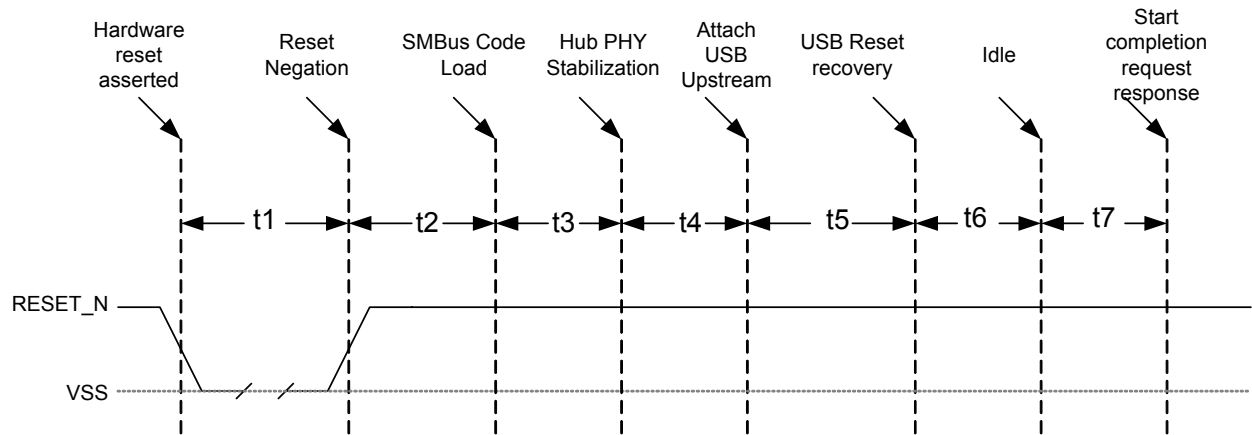 Hardware
reset
asserted
Reset
Negation
SMBus Code
Load
Hub PHY
Stabilization
Attach
USB
Upstream
USB Reset
recovery
Idle
Start
completion
request
response
t1
t2
t3
t4
t5
t6
t7
RESET_N
VSS